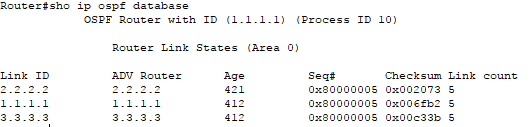 Router#sho ip ospf database
OSPF Router with ID (1.1.1.1) (Process ID 10)
Router Link States (Area 0)
Link ID ADV Router Age Seq# Checksum Link count
2.2.2.2 2.2.2.2 421 0x80000005 0x002073 5
1.1.1.1 1.1.1.1 412 0x80000005 0x006fb2 5
3.3.3.3 3.3.3.3 412 0x80000005 0x00c33b 5